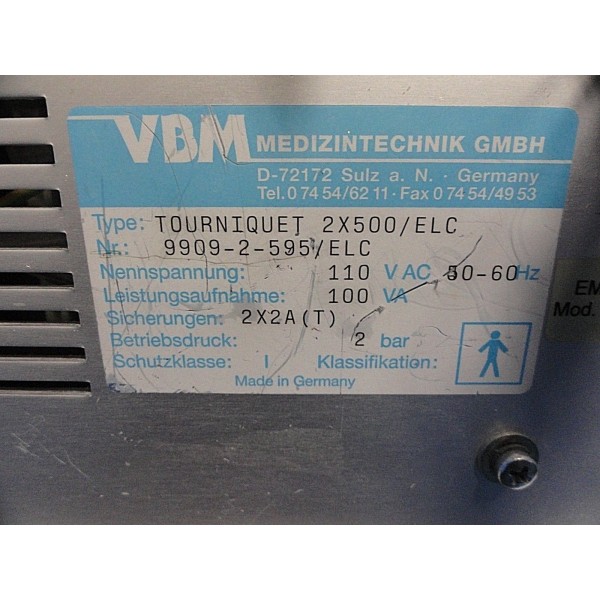 VBM MEDIZINTECHNIK GMBH
D-72172 Sulz a. N. · Germany
Tel. 0 74 54/62 11 · Fax 0 74 54/49 53
Type: TOURNIQUET 2X500/ELC
Nr.: 9909-2-595/ELC
Nennspannung: 110 V AC 50-60 Hz
Leistungsaufnahme: 100 VA
Sicherungen: 2X2A(T)
Betriebsdruck: 2 bar
Schutzklasse: I Klassifikation:
Made in Germany
EM
Mod.